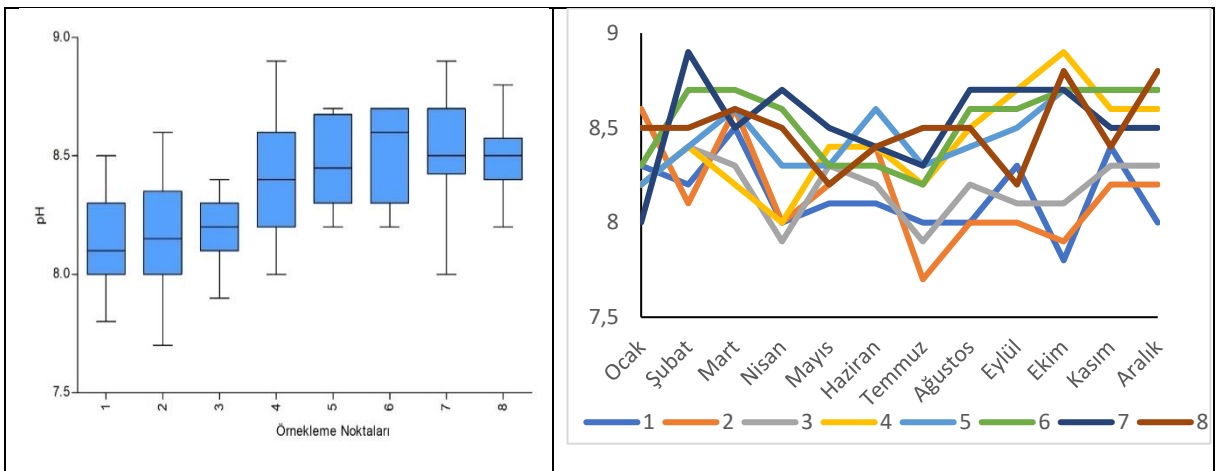 9.0
8.5
8.0
7.5
pH
1 2 3 4 5 6 7 8
Örnekleme Noktaları
9
8,5
8
7,5
Ocak Şubat Mart Nisan Mayıs Haziran Temmuz Ağustos Eylül Ekim Kasım Aralık
1 2 3 4 5 6 7 8